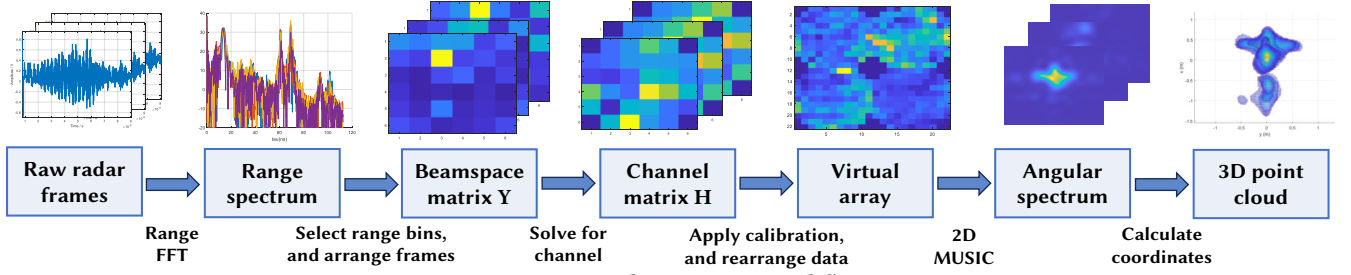 Raw radar
frames
Range
spectrum
Beamspace
matrix Y
Channel
matrix H
Virtual
array
Angular
spectrum
3D point
cloud
Range
FFT
Select range bins,
and arrange frames
Solve for
channel
Apply calibration,
and rearrange data
2D
MUSIC
Calculate
coordinates